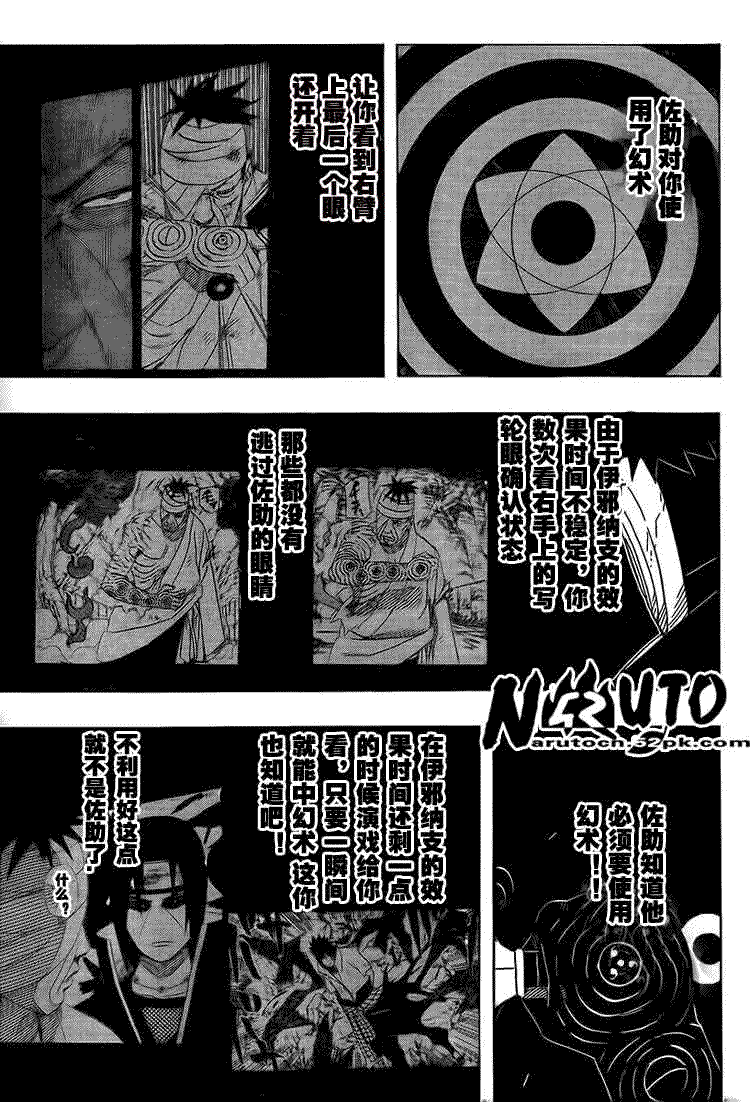 佐助对你使
用了幻术
让你看到右臂
上最后一个眼
还开着
由于伊邪纳支的效
果时间不稳定，你
数次看右手上的写
轮眼确认状态
那些都没有
逃过佐助的眼睛
NARUTO
Narutocn.52pk.com
佐助知道他
必须要使用
幻术！！
在伊邪纳支的效
果时间还剩一点
的时候演戏给你
看，只要一瞬间
就能中幻术 这你
也知道吧！
不利用好这点
就不是佐助了.
什么？